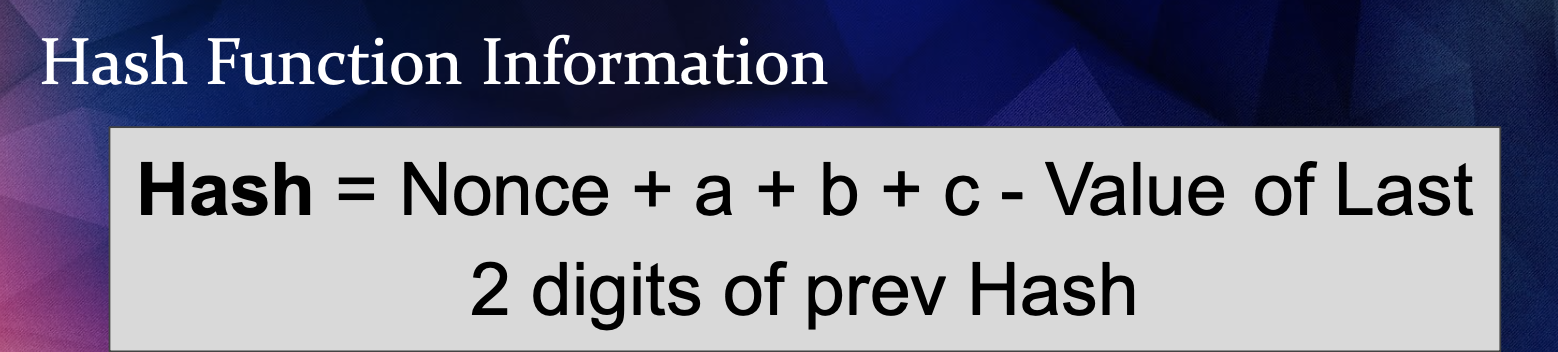 Hash Function Information
Hash = Nonce + a + b + c - Value of Last
2 digits of prev Hash